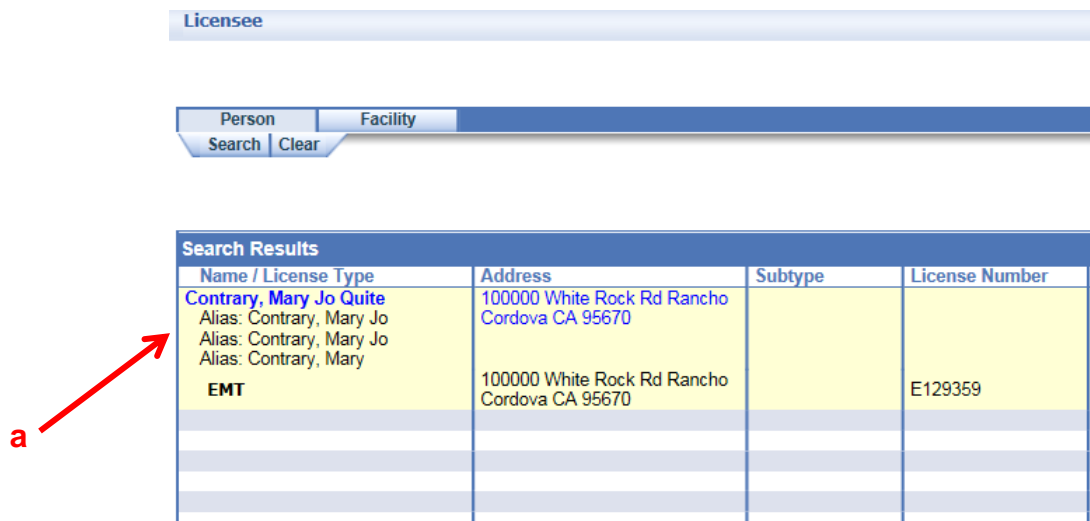 Licensee
Person Facility
Search Clear
Search Results
Name / License Type Address Subtype License Number
Contrary, Mary Jo Quite 100000 White Rock Rd Rancho
Alias: Contrary, Mary Jo Cordova CA 95670
Alias: Contrary, Mary Jo
Alias: Contrary, Mary
EMT 100000 White Rock Rd Rancho
Cordova CA 95670 E129359
a